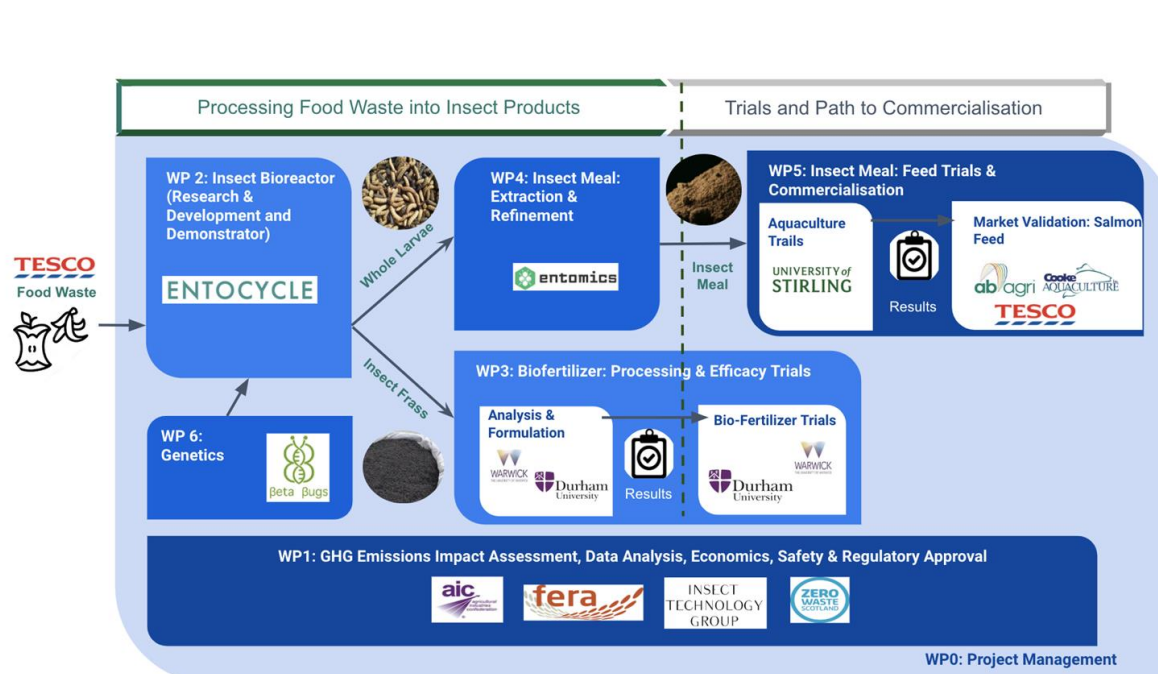 Processing Food Waste into Insect Products
Trials and Path to Commercialisation
TESCO
Food Waste
WP 2: Insect Bioreactor
(Research &
Development and
Demonstrator)
ENTOCYCLE
WP 6:
Genetics
βeta βugs
Whole Larvae
Insect Frass
WP4: Insect Meal:
Extraction &
Refinement
entomics
Insect
Meal
WP5: Insect Meal: Feed Trials &
Commercialisation
Aquaculture
Trails
UNIVERSITY of
STIRLING
Results
Market Validation: Salmon
Feed
ab agri
Cooke
AQUACULTURE
TESCO
WP3: Biofertilizer: Processing & Efficacy Trials
Analysis &
Formulation
WARWICK
Durham
University
Results
Bio-Fertilizer Trials
WARWICK
Durham
University
WP1: GHG Emissions Impact Assessment, Data Analysis, Economics, Safety & Regulatory Approval
aic
agricultural
industries
confederation
fera
INSECT
TECHNOLOGY
GROUP
ZERO
WASTE
SCOTLAND
WP0: Project Management